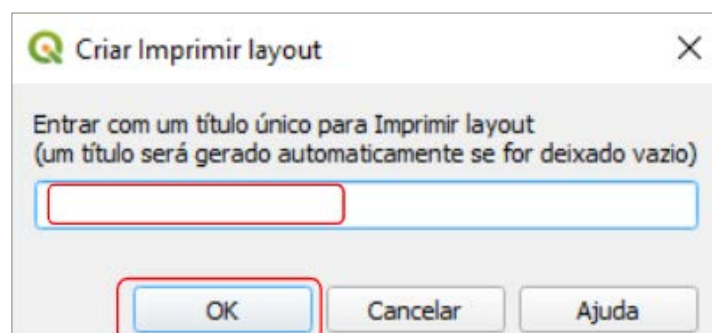 Criar Imprimir layout
Entrar com um título único para Imprimir layout
(um título será gerado automaticamente se for deixado vazio)
OK Cancelar Ajuda